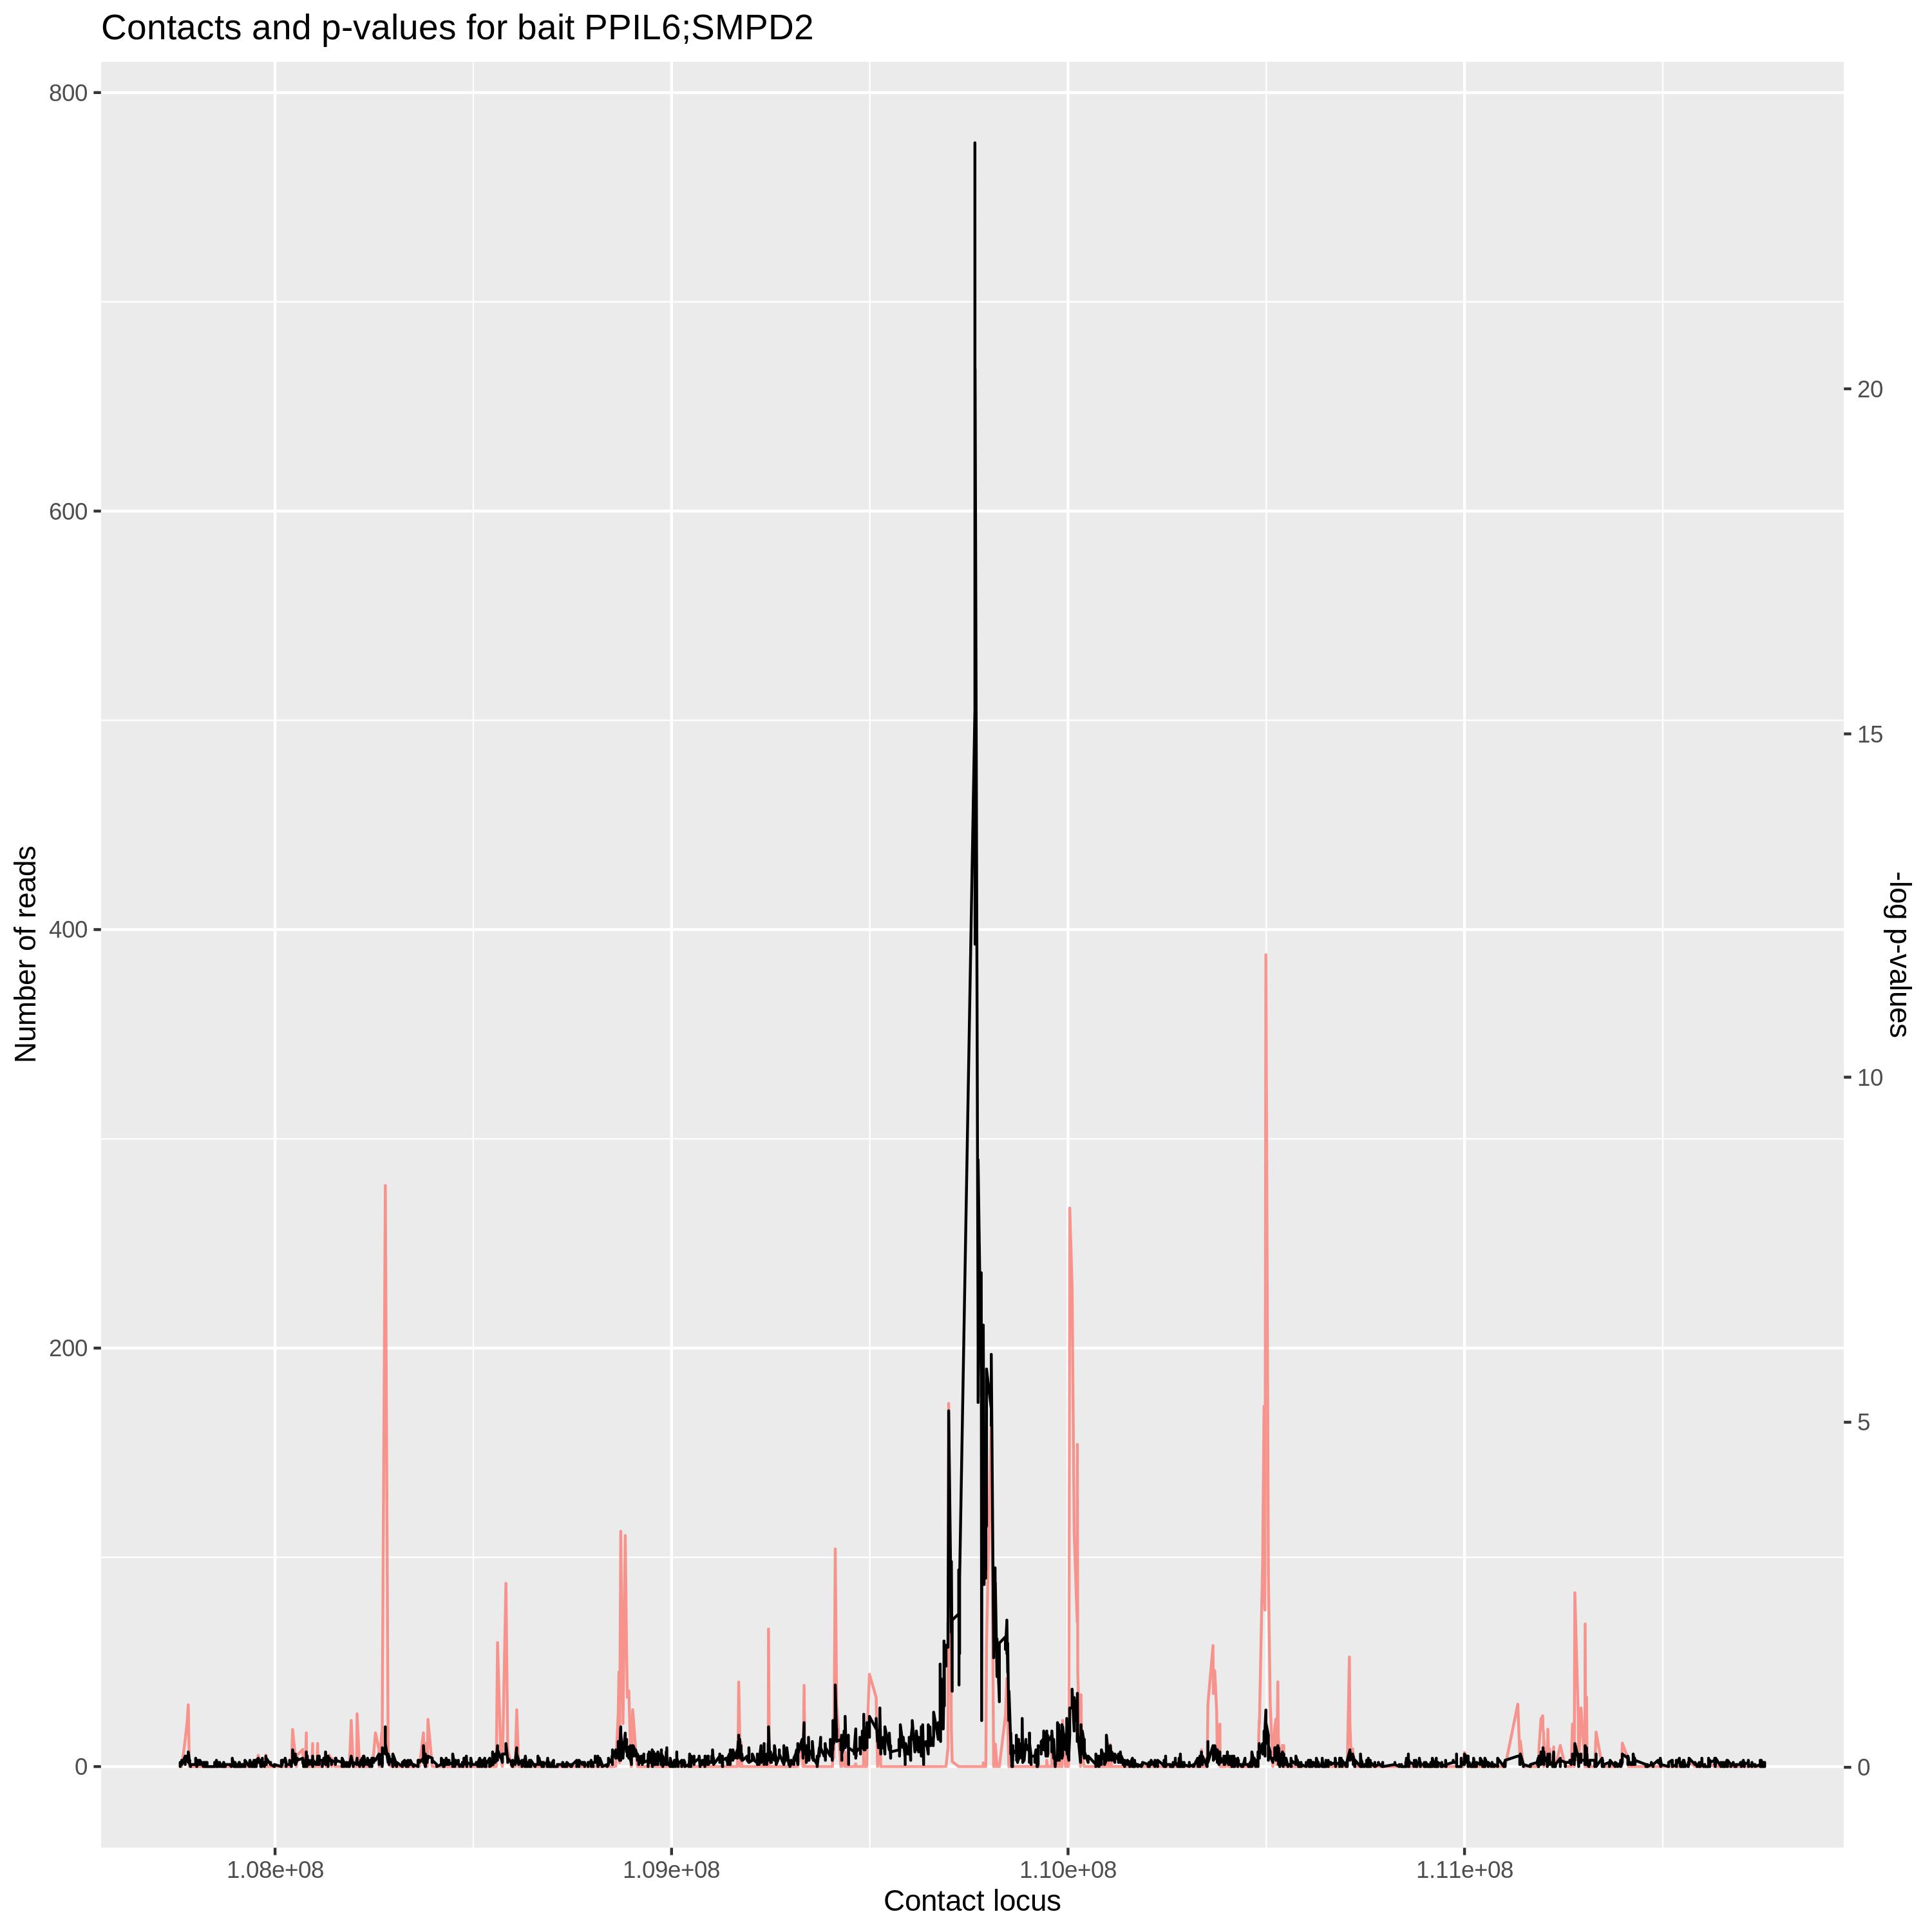 Contacts and p-values for bait PPIL6;SMPD2
800
600
400
200
0
Number of reads
20
15
10
5
0
-log p-values
1.08e+08
1.09e+08
1.10e+08
1.11e+08
Contact locus